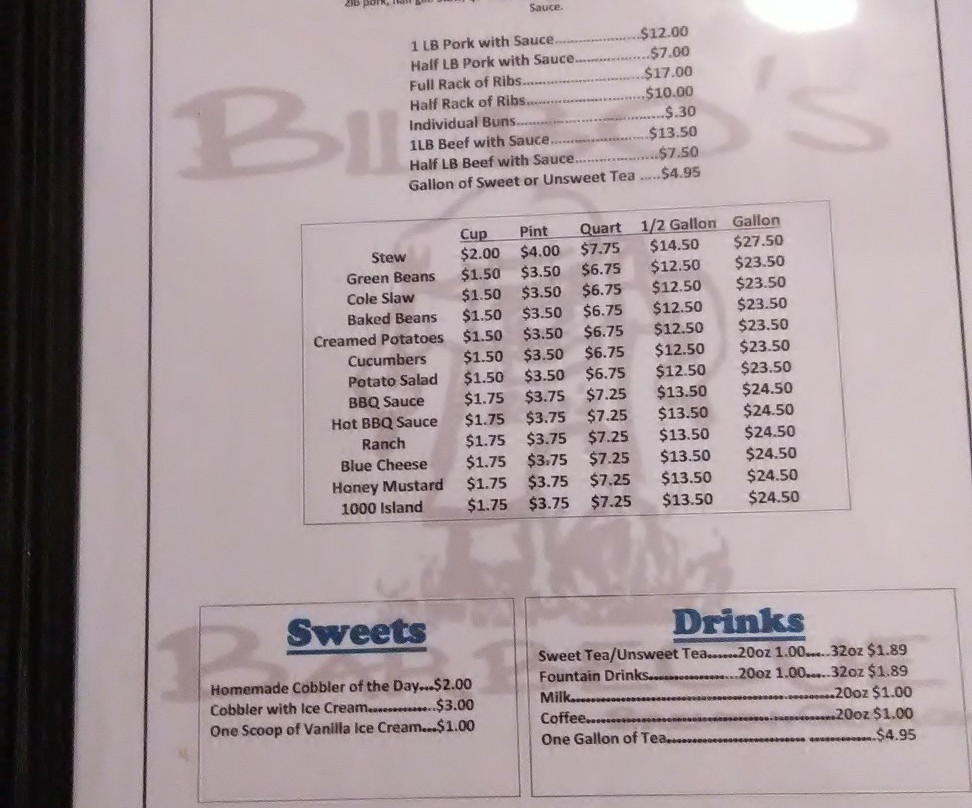 2lb pork,
Sauce.
1 LB Pork with Sauce......................$12.00
Half LB Pork with Sauce...................$7.00
Full Rack of Ribs..............................$17.00
Half Rack of Ribs.............................$10.00
Individual Buns.....................................$.30
1LB Beef with Sauce........................$13.50
Half LB Beef with Sauce....................$7.50
Gallon of Sweet or Unsweet Tea .....$4.95
Cup Pint Quart 1/2 Gallon Gallon
Stew $2.00 $4.00 $7.75 $14.50 $27.50
Green Beans $1.50 $3.50 $6.75 $12.50 $23.50
Cole Slaw $1.50 $3.50 $6.75 $12.50 $23.50
Baked Beans $1.50 $3.50 $6.75 $12.50 $23.50
Creamed Potatoes $1.50 $3.50 $6.75 $12.50 $23.50
Cucumbers $1.50 $3.50 $6.75 $12.50 $23.50
Potato Salad $1.50 $3.50 $6.75 $12.50 $23.50
BBQ Sauce $1.75 $3.75 $7.25 $13.50 $24.50
Hot BBQ Sauce $1.75 $3.75 $7.25 $13.50 $24.50
Ranch $1.75 $3.75 $7.25 $13.50 $24.50
Blue Cheese $1.75 $3.75 $7.25 $13.50 $24.50
Honey Mustard $1.75 $3.75 $7.25 $13.50 $24.50
1000 Island $1.75 $3.75 $7.25 $13.50 $24.50
Sweets
Homemade Cobbler of the Day...$2.00
Cobbler with Ice Cream..............$3.00
One Scoop of Vanilla Ice Cream...$1.00
Drinks
Sweet Tea/Unsweet Tea......20oz 1.00.....32oz $1.89
Fountain Drinks..................20oz 1.00.....32oz $1.89
Milk.....................................................20oz $1.00
Coffee..................................................20oz $1.00
One Gallon of Tea...........................................$4.95